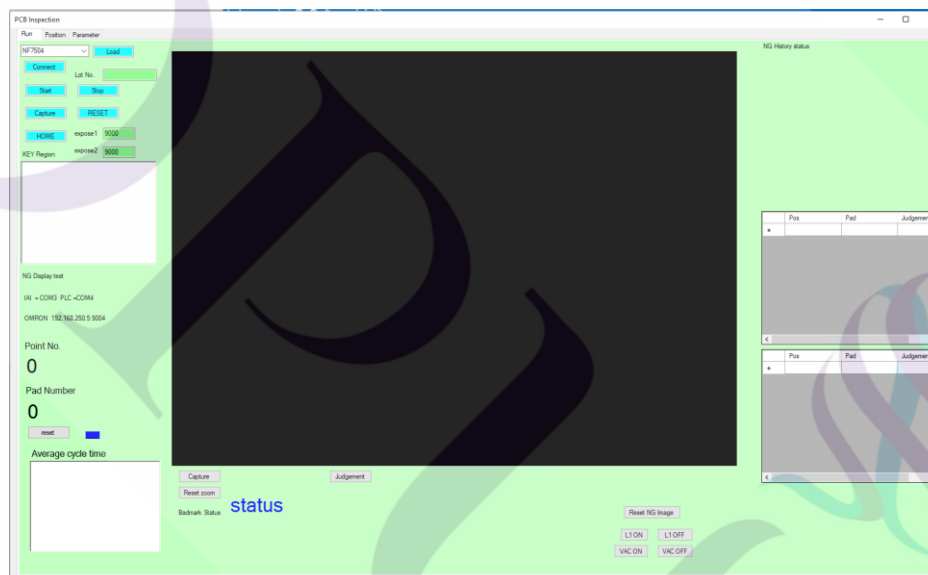 PCB Inspection
Run Position Parameter
NF7504 Load
Connect
Lot No.
Start Stop
Capture RESET
HOME expose1 9000
KEY Region expose2 9000
NG Display text
IAI =COM3 PLC =COM4
OMRON 192.168.250.5 9004
Point No.
0
Pad Number
0
reset
Average cycle time
Capture Judgement
Reset zoom
Badmark Status status
Reset NG Image
L1 ON L1 OFF
VAC ON VAC OFF
NG History status
Pos Pad Judgemen
Pos Pad Judgemen